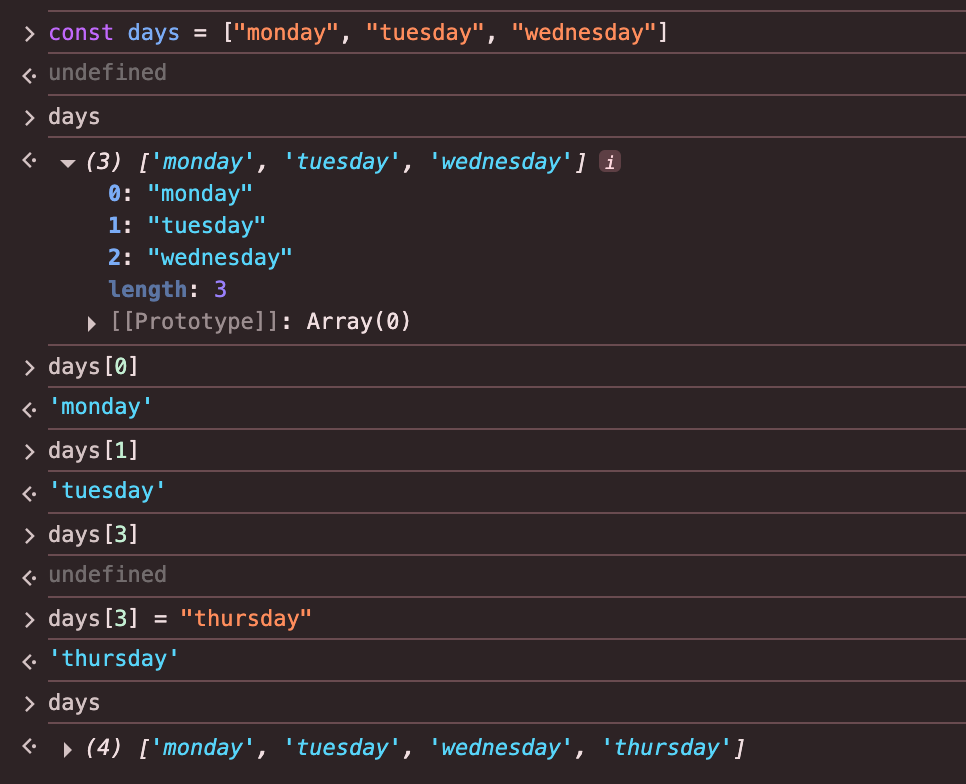 const days = ["monday", "tuesday", "wednesday"]
undefined
days
(3) ['monday', 'tuesday', 'wednesday'] i
0: "monday"
1: "tuesday"
2: "wednesday"
length: 3
[[Prototype]]: Array(0)
days[0]
'monday'
days[1]
'tuesday'
days[3]
undefined
days[3] = "thursday"
'thursday'
days
(4) ['monday', 'tuesday', 'wednesday', 'thursday']